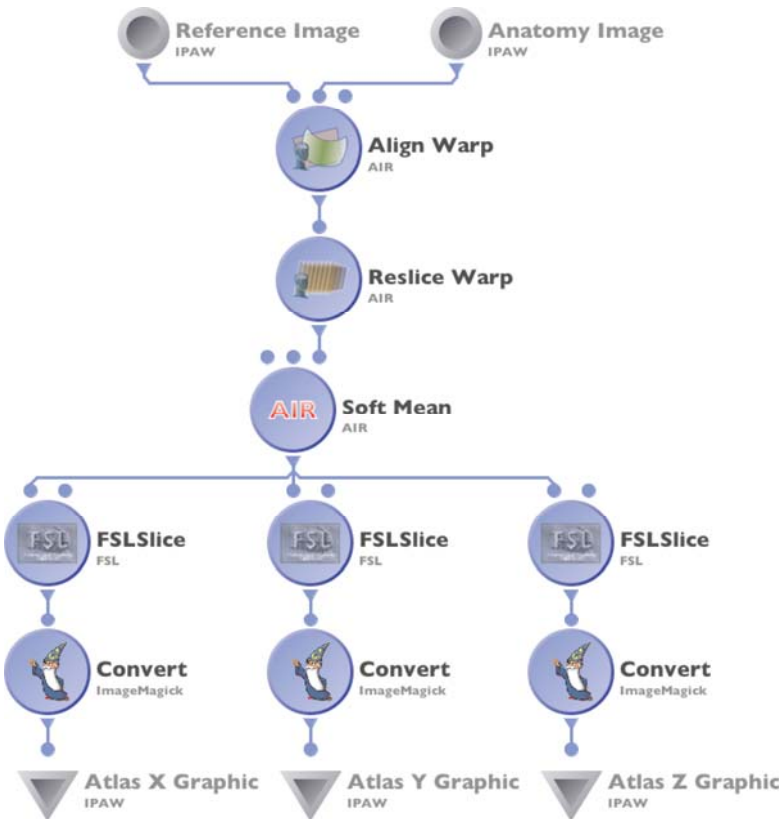 Reference Image
IPAW
Anatomy Image
IPAW
Align Warp
AIR
Reslice Warp
AIR
AIR
Soft Mean
AIR
FSL
FSLSlice
FSL
FSL
FSLSlice
FSL
FSL
FSLSlice
FSL
Convert
ImageMagick
Convert
ImageMagick
Convert
ImageMagick
Atlas X Graphic
IPAW
Atlas Y Graphic
IPAW
Atlas Z Graphic
IPAW